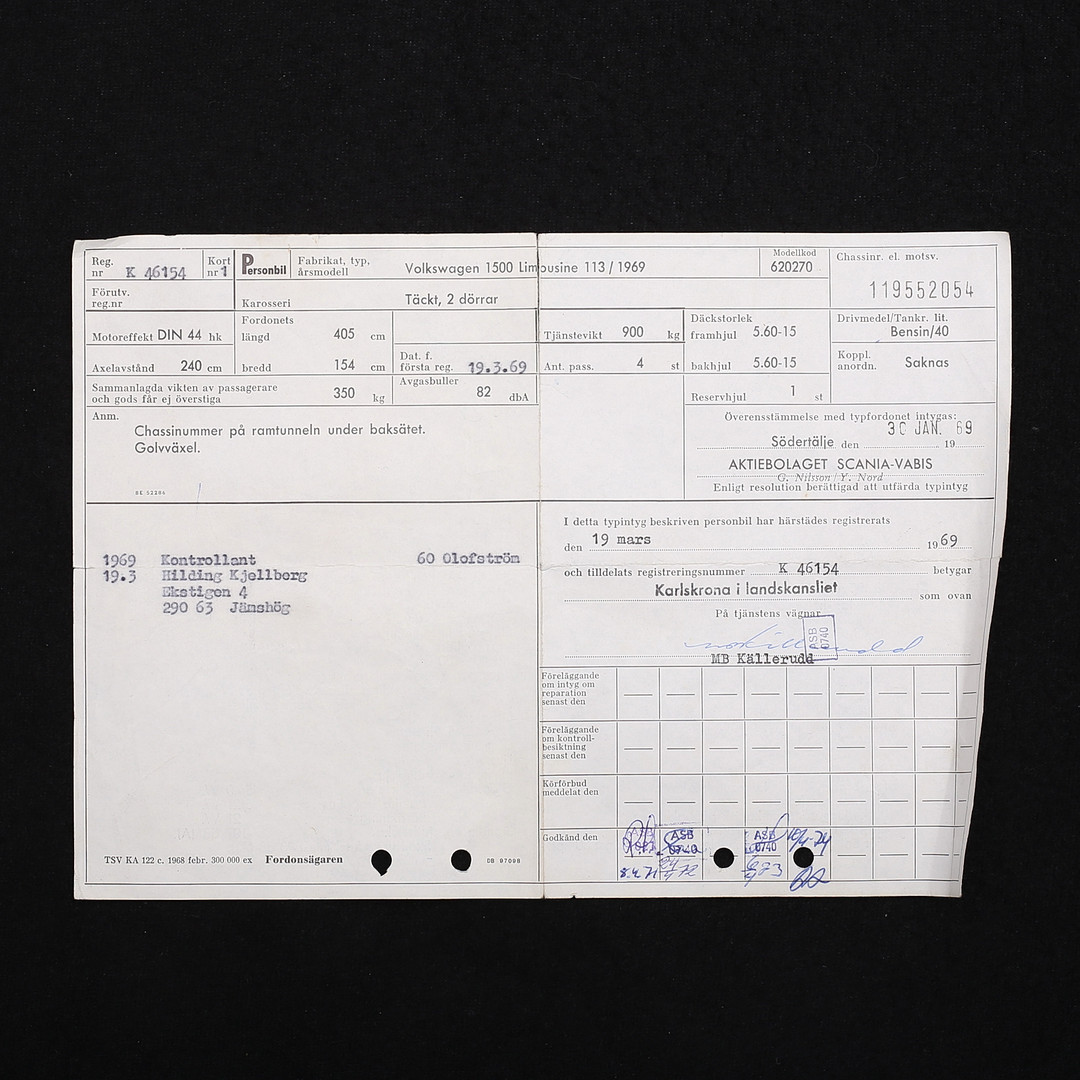 Reg. nr K 46154
Kort nr 1
Personbil
Fabrikat, typ, årsmodell
Volkswagen 1500 Limousine 113 / 1969
Modellkod
620270
Chassinr. el. motsv.
119552054
Förutv. reg.nr
Karosseri Täckt, 2 dörrar
Motoreffekt DIN 44 hk
Fordonets längd 405 cm
Tjänstevikt 900 kg
Däckstorlek
framhjul 5.60-15
Drivmedel/Tankr. lit.
Bensin/40
Axelavstånd 240 cm
bredd 154 cm
Dat. f. första reg. 19.3.69
Ant. pass. 4 st
bakhjul 5.60-15
Koppl. anordn. Saknas
Sammanlagda vikten av passagerare
och gods får ej överstiga 350 kg
Avgasbuller
82 dbA
Reservhjul 1 st
Anm.
Chassinummer på ramtunneln under baksätet.
Golvväxel.
Överensstämmelse med typfordonet intygas:
30 JAN. 69
Södertälje den 19
AKTIEBOLAGET SCANIA-VABIS
G. Nilsson / Y. Nord
Enligt resolution berättigad att utfärda typintyg
I detta typintyg beskriven personbil har härstädes registrerats
den 19 mars 1969
och tilldelats registreringsnummer K 46154 betygar
Karlskrona i landskansliet som ovan
På tjänstens vägnar
ASB
0740
MB Källerudd
1969 Kontrollant 60 Olofström
19.3 Hilding Kjellberg
Ekstigen 4
290 63 Jämshög
Föreläggande
om intyg om
reparation
senast den
Föreläggande
om kontroll-
besiktning
senast den
Körförbud
meddelat den
Godkänd den
ASB
0740
ASB
0740
TSV KA 122 c. 1968 febr. 300 000 ex Fordonsägaren